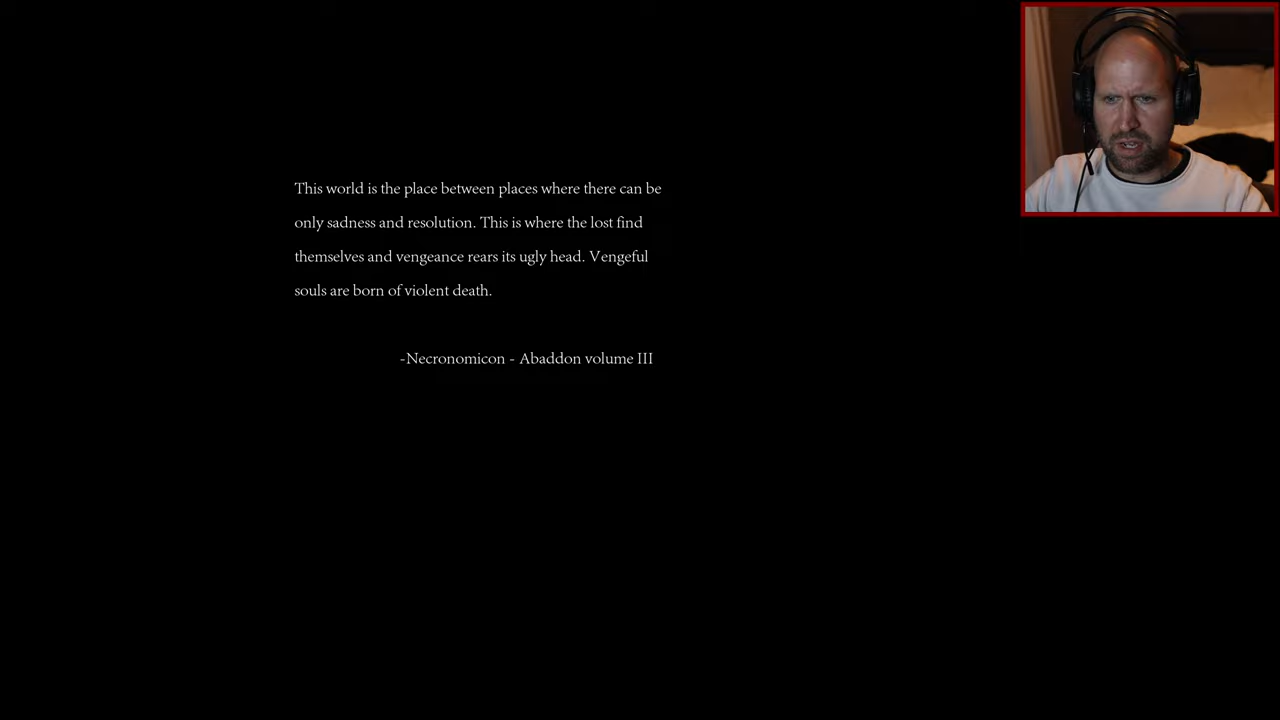 This world is the place between places where there can be
only sadness and resolution. This is where the lost find
themselves and vengeance rears its ugly head. Vengeful
souls are born of violent death.
-Necronomicon - Abaddon volume III